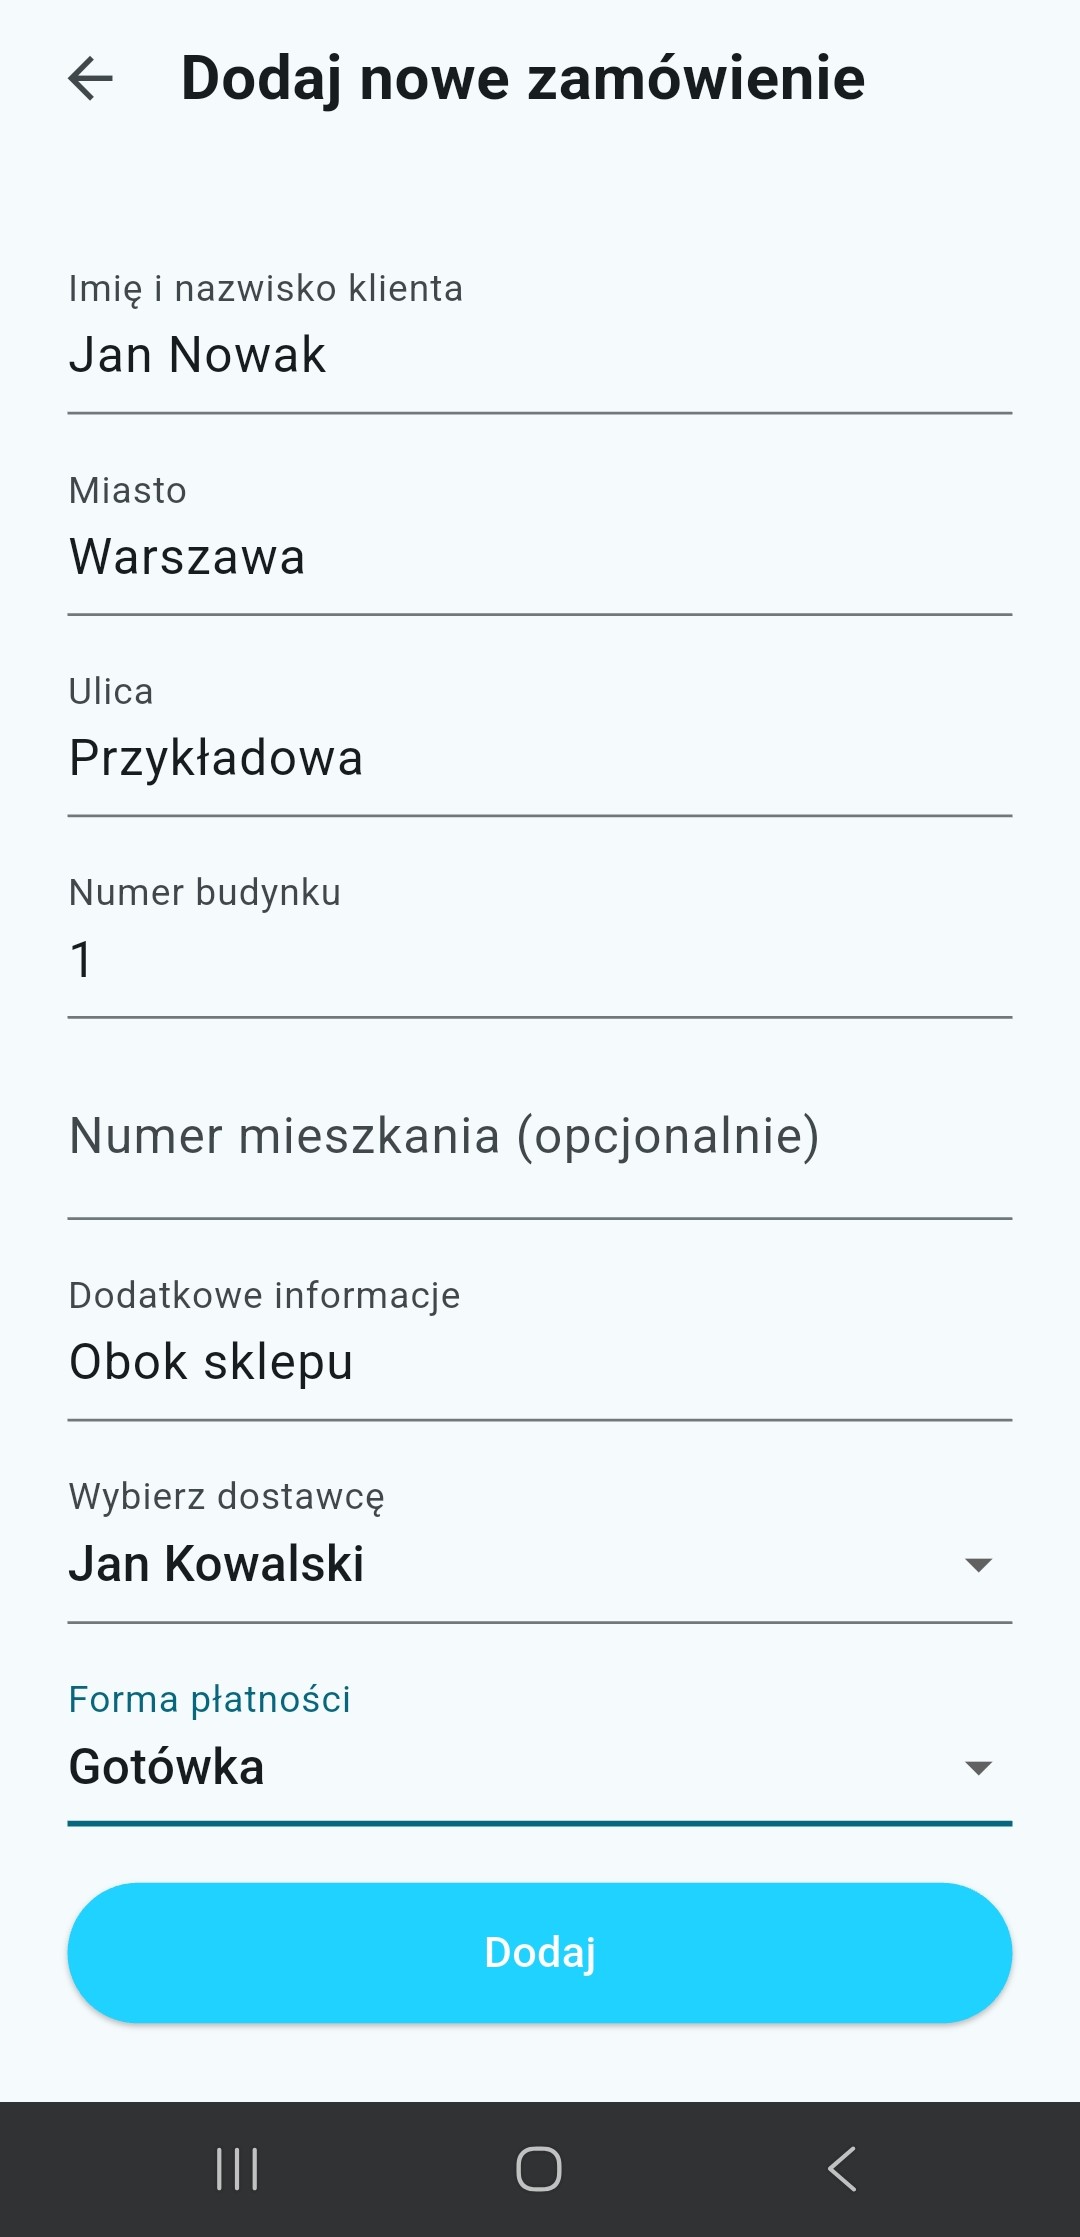 Dodaj nowe zamówienie
Imię i nazwisko klienta
Jan Nowak
Miasto
Warszawa
Ulica
Przykładowa
Numer budynku
1
Numer mieszkania (opcjonalnie)
Dodatkowe informacje
Obok sklepu
Wybierz dostawcę
Jan Kowalski
Forma płatności
Gotówka
Dodaj